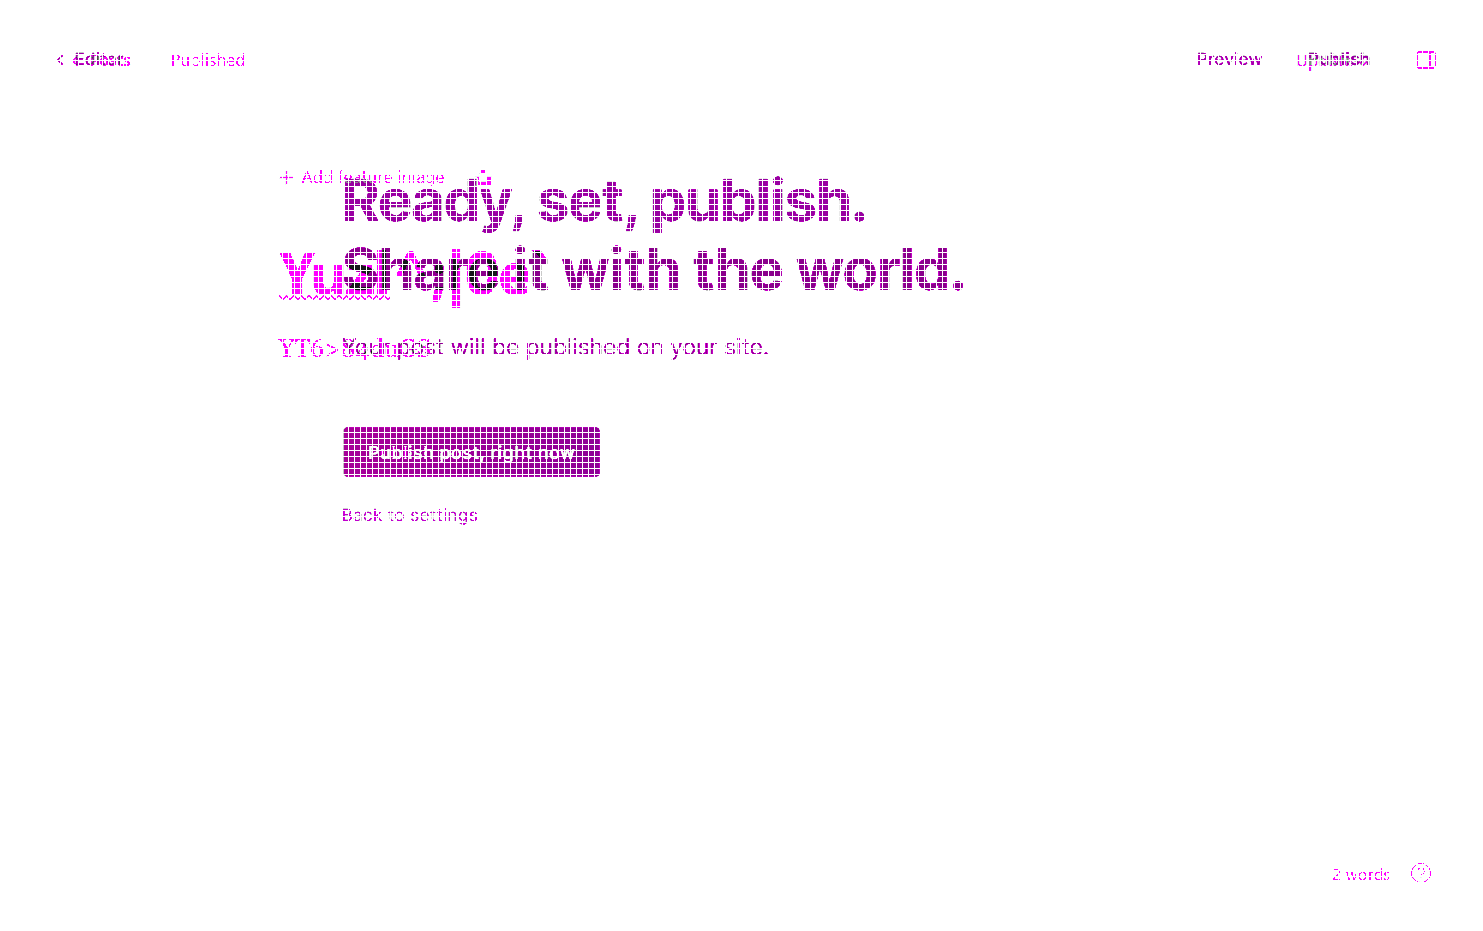 Published
Preview
Publish
+ Add feature image
Ready, set, publish.
Share it with the world.
Your post will be published on your site.
Publish post, right now
Back to settings
2 words